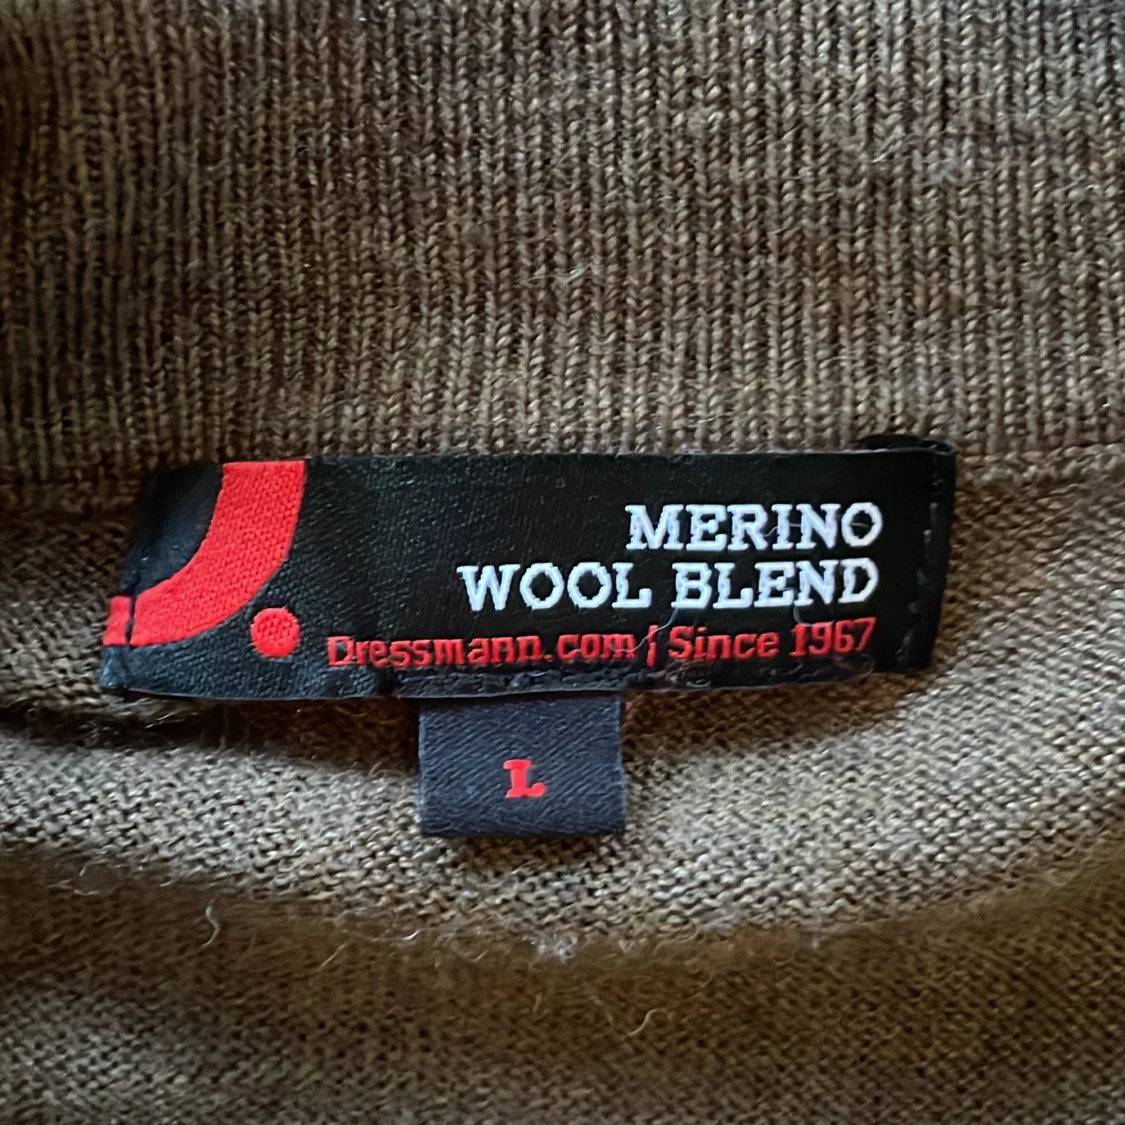 MERINO
WOOL BLEND
Dressmann.com | Since 1967
L